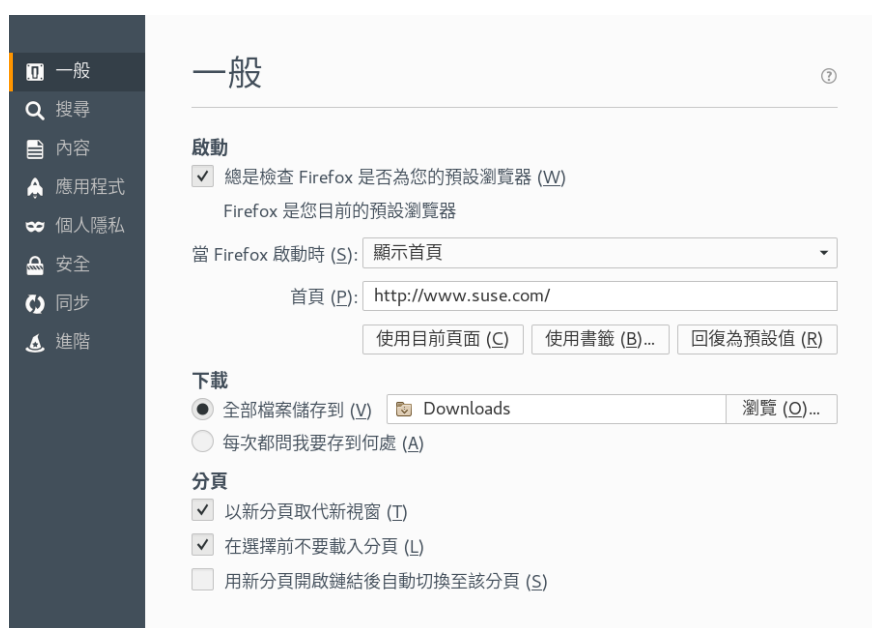 一般
搜尋
內容
應用程式
個人隱私
安全
同步
進階
一般
啟動
總是檢查 Firefox 是否為您的預設瀏覽器 (W)
Firefox 是您目前的預設瀏覽器
當 Firefox 啟動時 (S): 顯示首頁
首頁 (P): http://www.suse.com/
使用目前頁面 (C) 使用書籤 (B)... 回復為預設值 (R)
下載
全部檔案儲存到 (V) Downloads 瀏覽 (O)...
每次都問我要存到何處 (A)
分頁
以新分頁取代新視窗 (T)
在選擇前不要載入分頁 (L)
用新分頁開啟鏈結後自動切換至該分頁 (S)